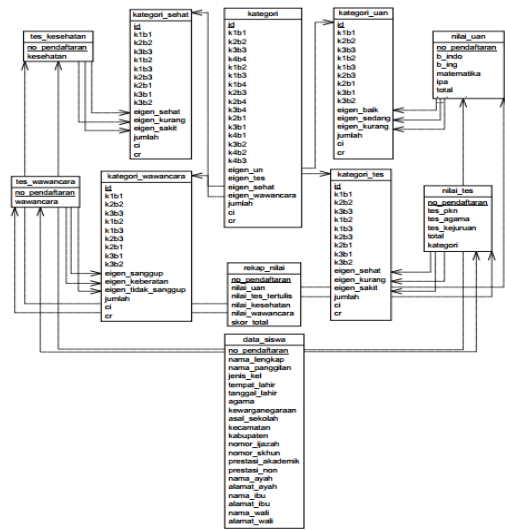 tes_kesehatan
no_pendaftaran
kesehatan
kategori_sehat
id
k1b1
k2b2
k3b3
k1b2
k1b3
k2b3
k2b1
k3b1
k3b2
eigen_sehat
eigen_kurang
eigen_sakit
jumlah
ci
cr
kategori
id
k1b1
k2b2
k3b3
k4b4
k1b2
k1b3
k1b4
k2b3
k2b4
k3b4
k2b1
k3b1
k3b2
k4b2
k4b3
eigen_un
eigen_tes
eigen_sehat
eigen_wawancara
jumlah
ci
cr
kategori_uan
id
k1b1
k2b2
k3b3
k1b2
k1b3
k2b3
k2b1
k3b1
k3b2
eigen_baik
eigen_sedang
eigen_kurang
jumlah
ci
cr
nilai_uan
no_pendaftaran
b_indo
b_ing
matematika
ipa
total
tes_wawancara
no_pendaftaran
wawancara
kategori_wawancara
id
k1b1
k2b2
k3b3
k1b2
k1b3
k2b3
k2b1
k3b1
k3b2
eigen_sanggup
eigen_keberatan
eigen_tidak_sanggup
jumlah
ci
cr
kategori_tes
id
k1b1
k2b2
k3b3
k1b2
k1b3
k2b3
k2b1
k3b1
k3b2
eigen_sehat
eigen_kurang
eigen_sakit
jumlah
ci
cr
nilai_tes
no_pendaftaran
tes_pkn
tes_agama
tes_kejuruan
total
kategori
rekap_nilai
no_pendaftaran
nilai_uan
nilai_tes_tertulis
nilai_kesehatan
nilai_wawancara
skor_total
data_siswa
no_pendaftaran
nama_lengkap
nama_panggilan
jenis_kel
tempat_lahir
tanggal_lahir
agama
kewarganegaraan
asal_sekolah
kecamatan
kabupaten
nomor_ijazah
nomor_skhun
prestasi_akademik
prestasi_non
nama_ayah
alamat_ayah
nama_ibu
alamat_ibu
nama_wali
alamat_wali